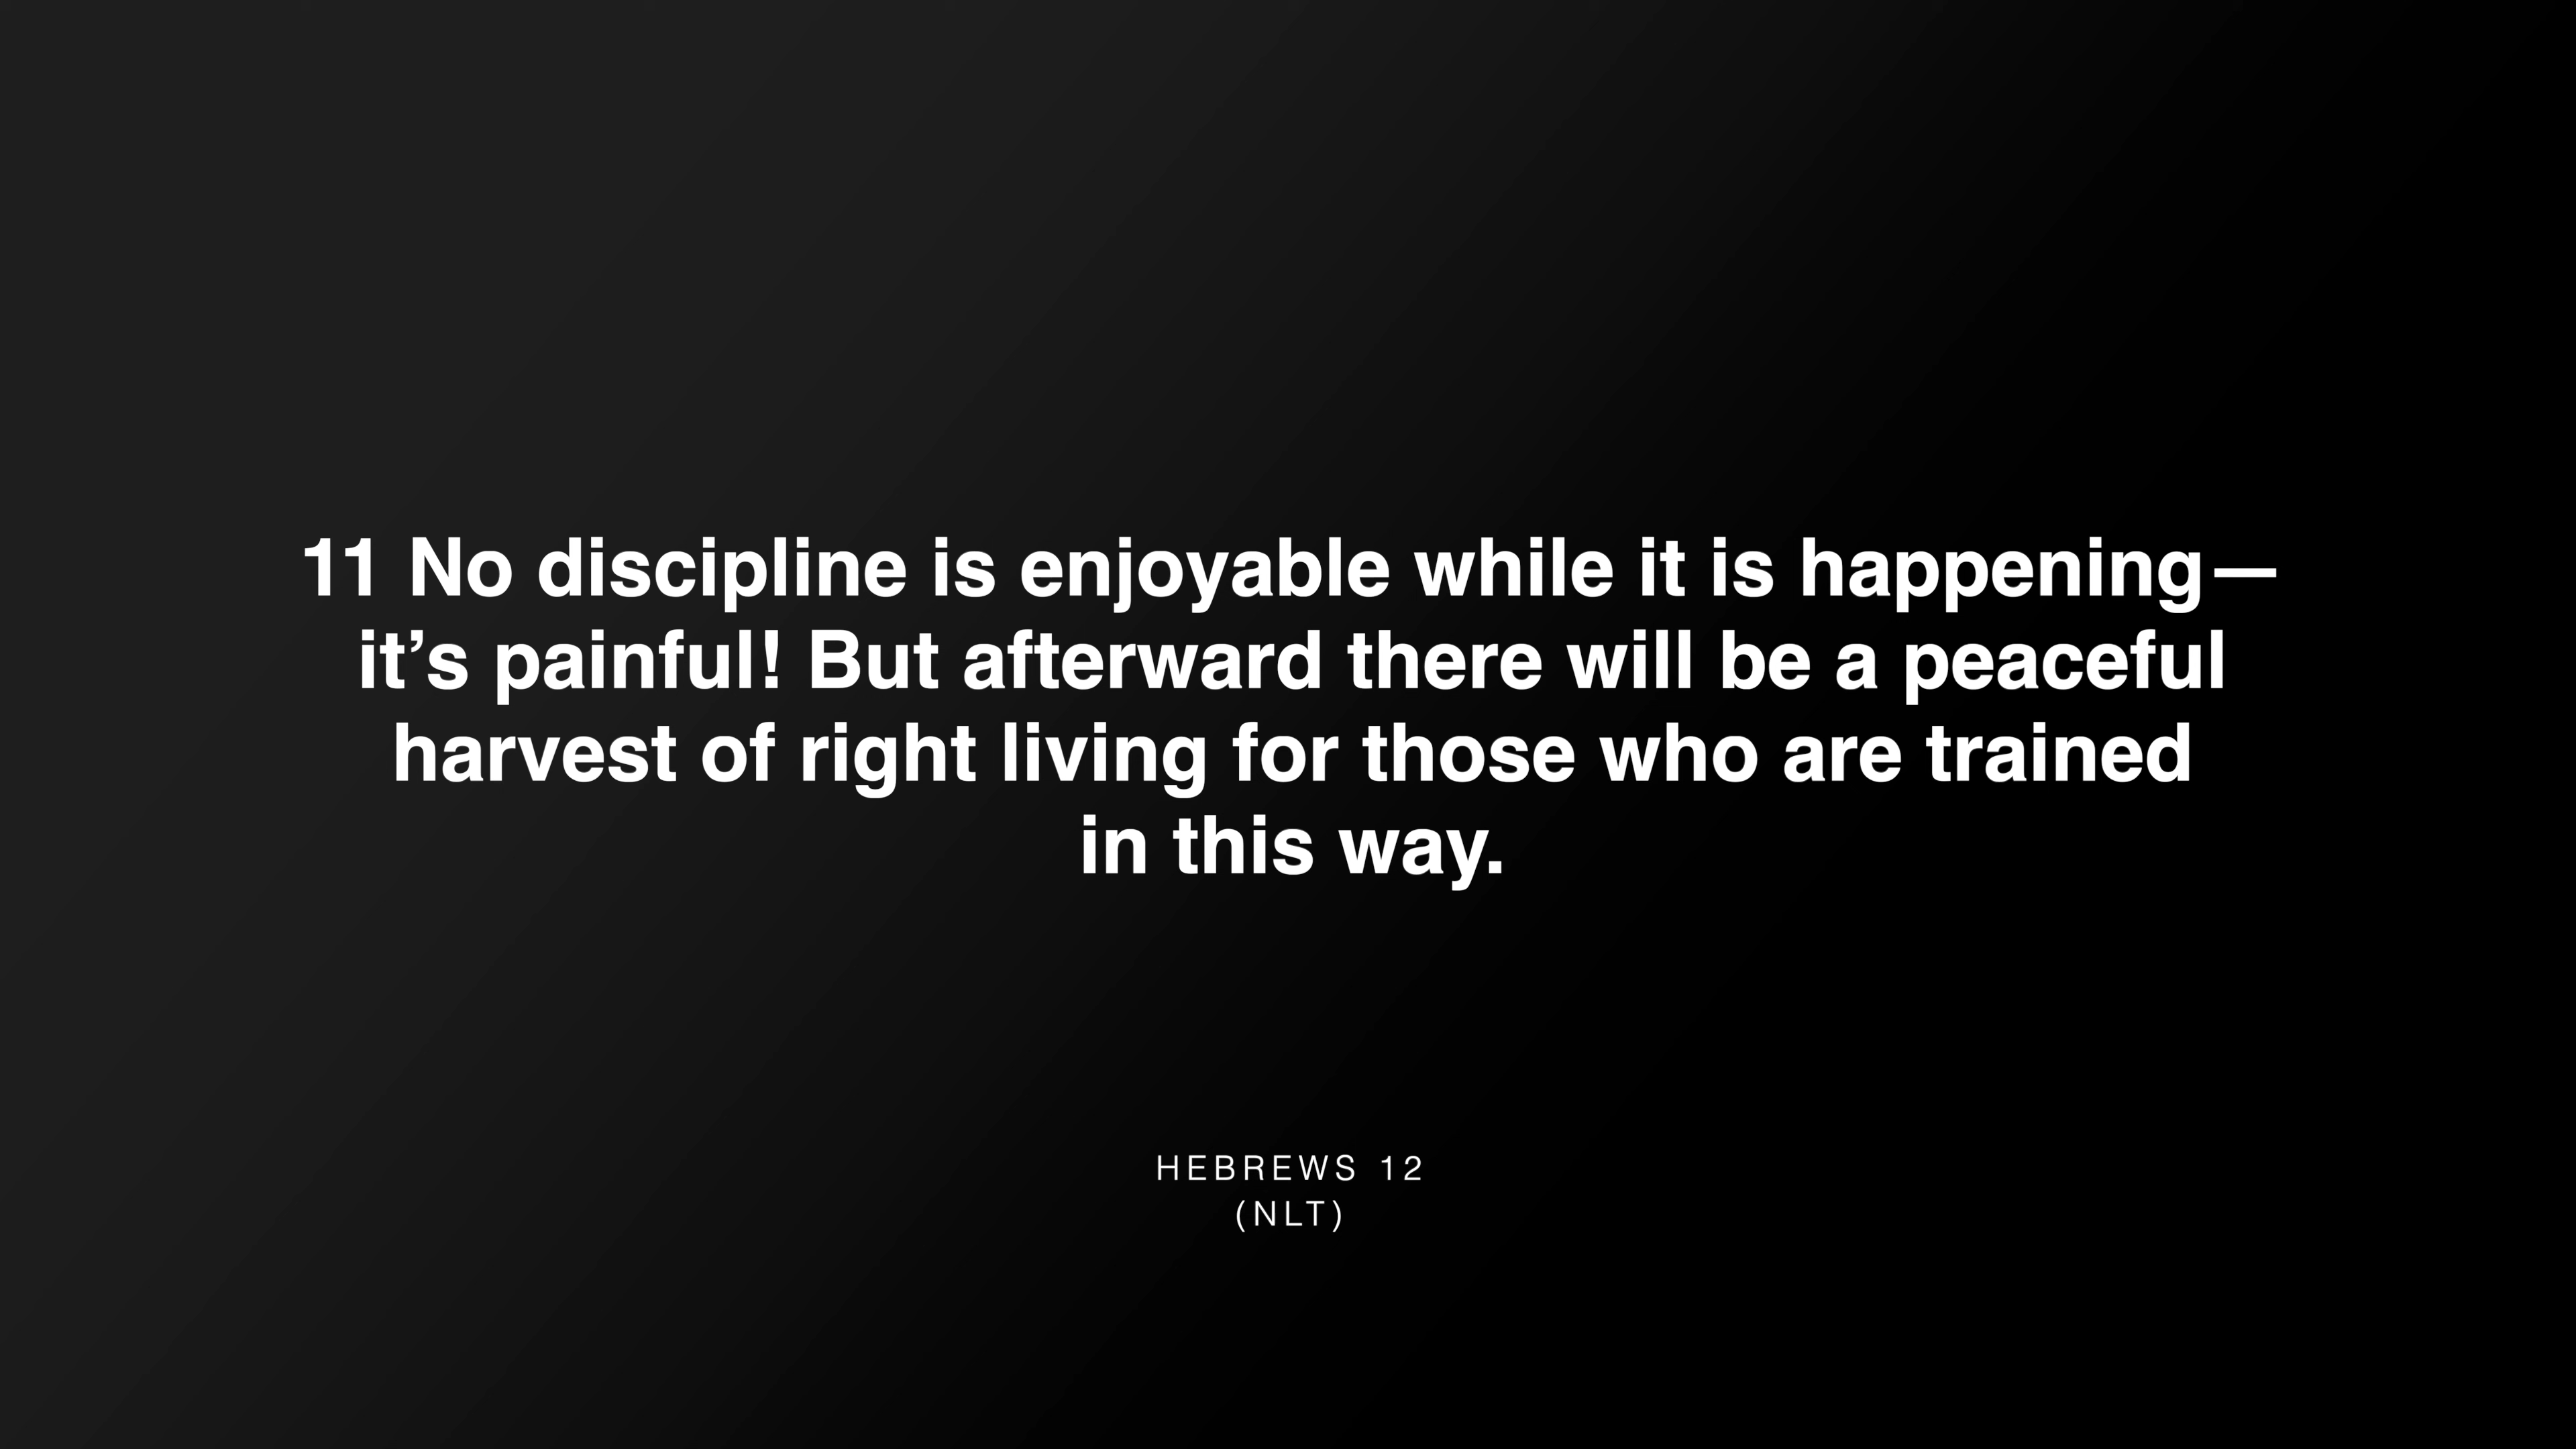 11 No discipline is enjoyable while it is happening—
it’s painful! But afterward there will be a peaceful
harvest of right living for those who are trained
in this way.
HEBREWS 12
(NLT)